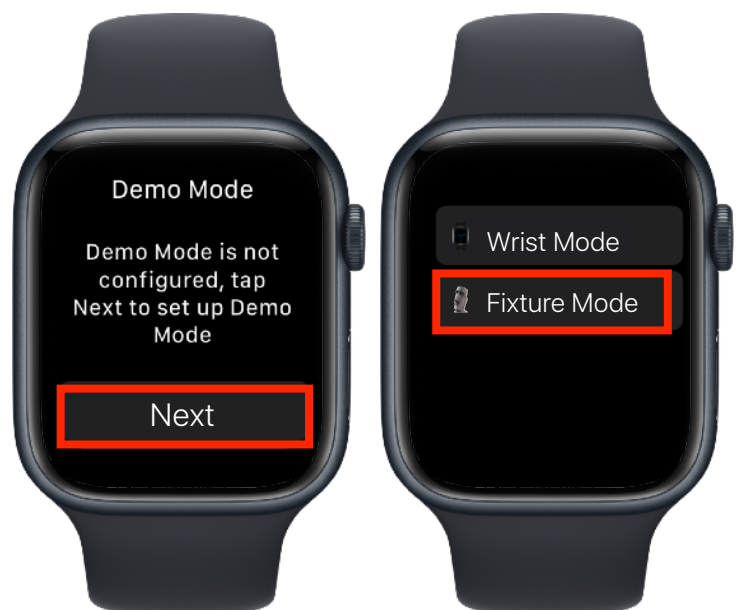 Demo Mode
Demo Mode is not
configured, tap
Next to set up Demo
Mode
Next
Wrist Mode
Fixture Mode